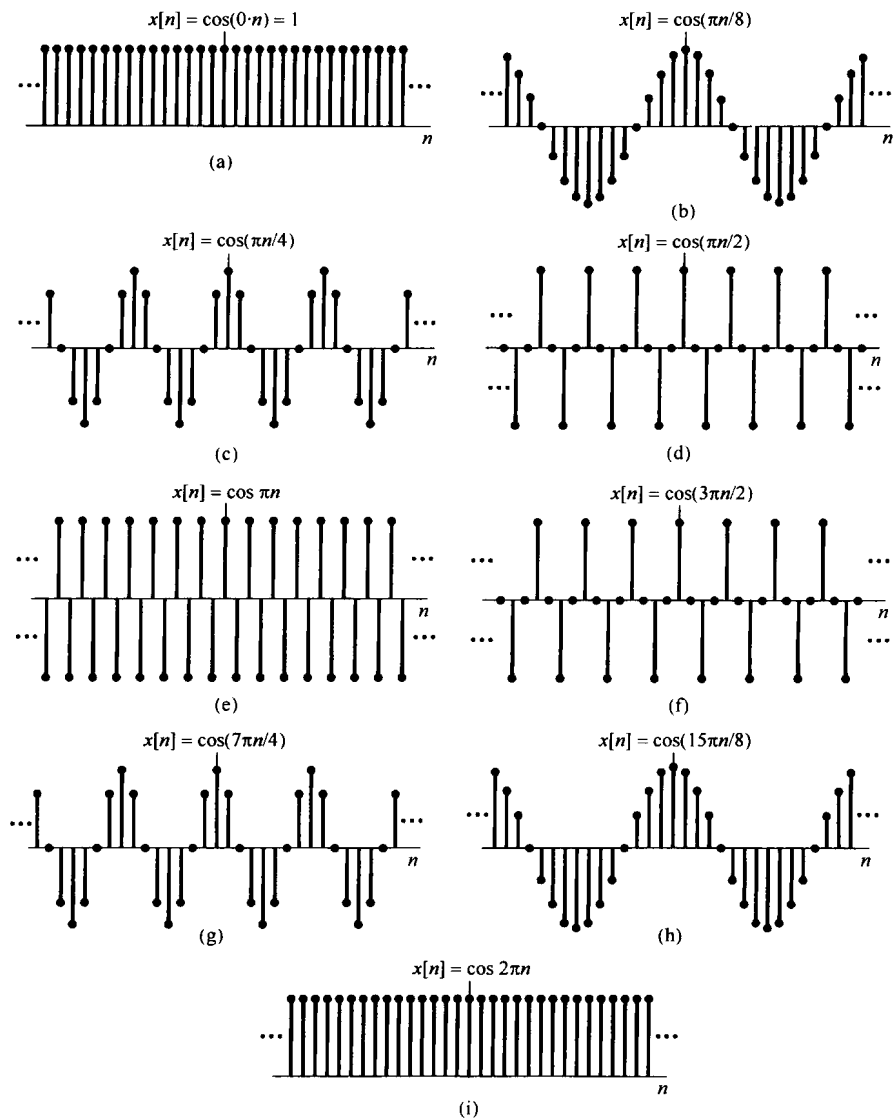 x[n] = cos(0·n) = 1
... ...
n
(a)
x[n] = cos(πn/8)
... ...
n
(b)
x[n] = cos(πn/4)
... ...
n
(c)
x[n] = cos(πn/2)
... ...
n
... ...
(d)
x[n] = cos πn
... ...
n
... ...
(e)
x[n] = cos(3πn/2)
... ...
n
... ...
(f)
x[n] = cos(7πn/4)
... ...
n
(g)
x[n] = cos(15πn/8)
... ...
n
(h)
x[n] = cos 2πn
... ...
n
(i)